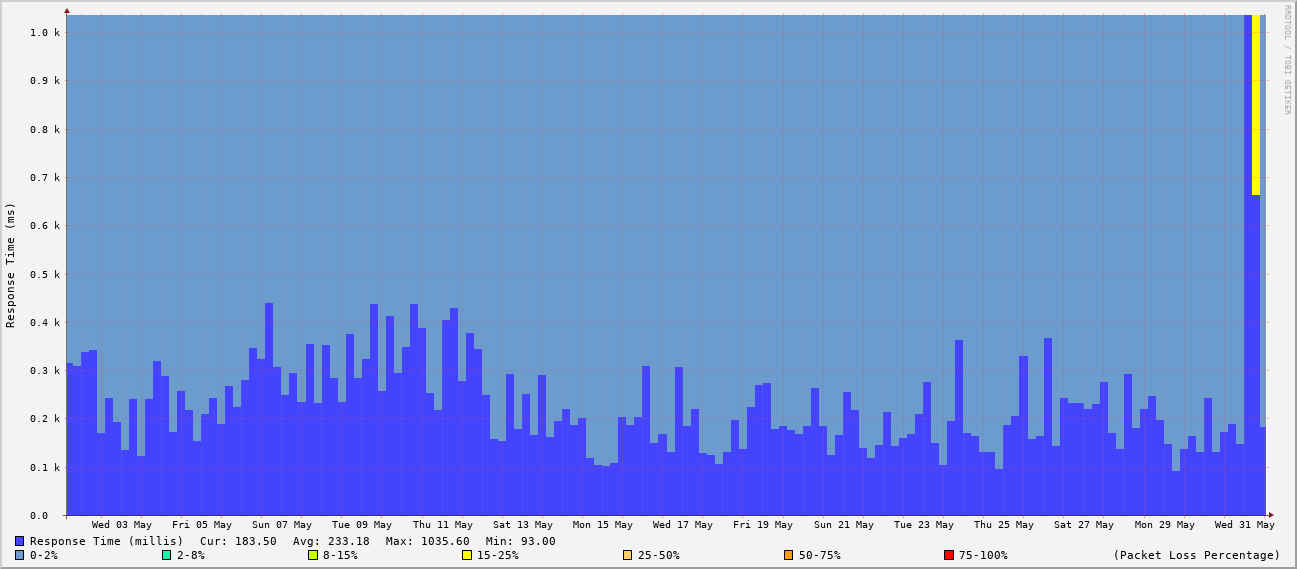 RRDTOOL / TOBI OETIKER
Response Time (ms)
1.0 k
0.9 k
0.8 k
0.7 k
0.6 k
0.5 k
0.4 k
0.3 k
0.2 k
0.1 k
0.0
Wed 03 May Fri 05 May Sun 07 May Tue 09 May Thu 11 May Sat 13 May Mon 15 May Wed 17 May Fri 19 May Sun 21 May Tue 23 May Thu 25 May Sat 27 May Mon 29 May Wed 31 May
Response Time (millis) Cur: 183.50 Avg: 233.18 Max: 1035.60 Min: 93.00
0-2% 2-8% 8-15% 15-25% 25-50% 50-75% 75-100% (Packet Loss Percentage)